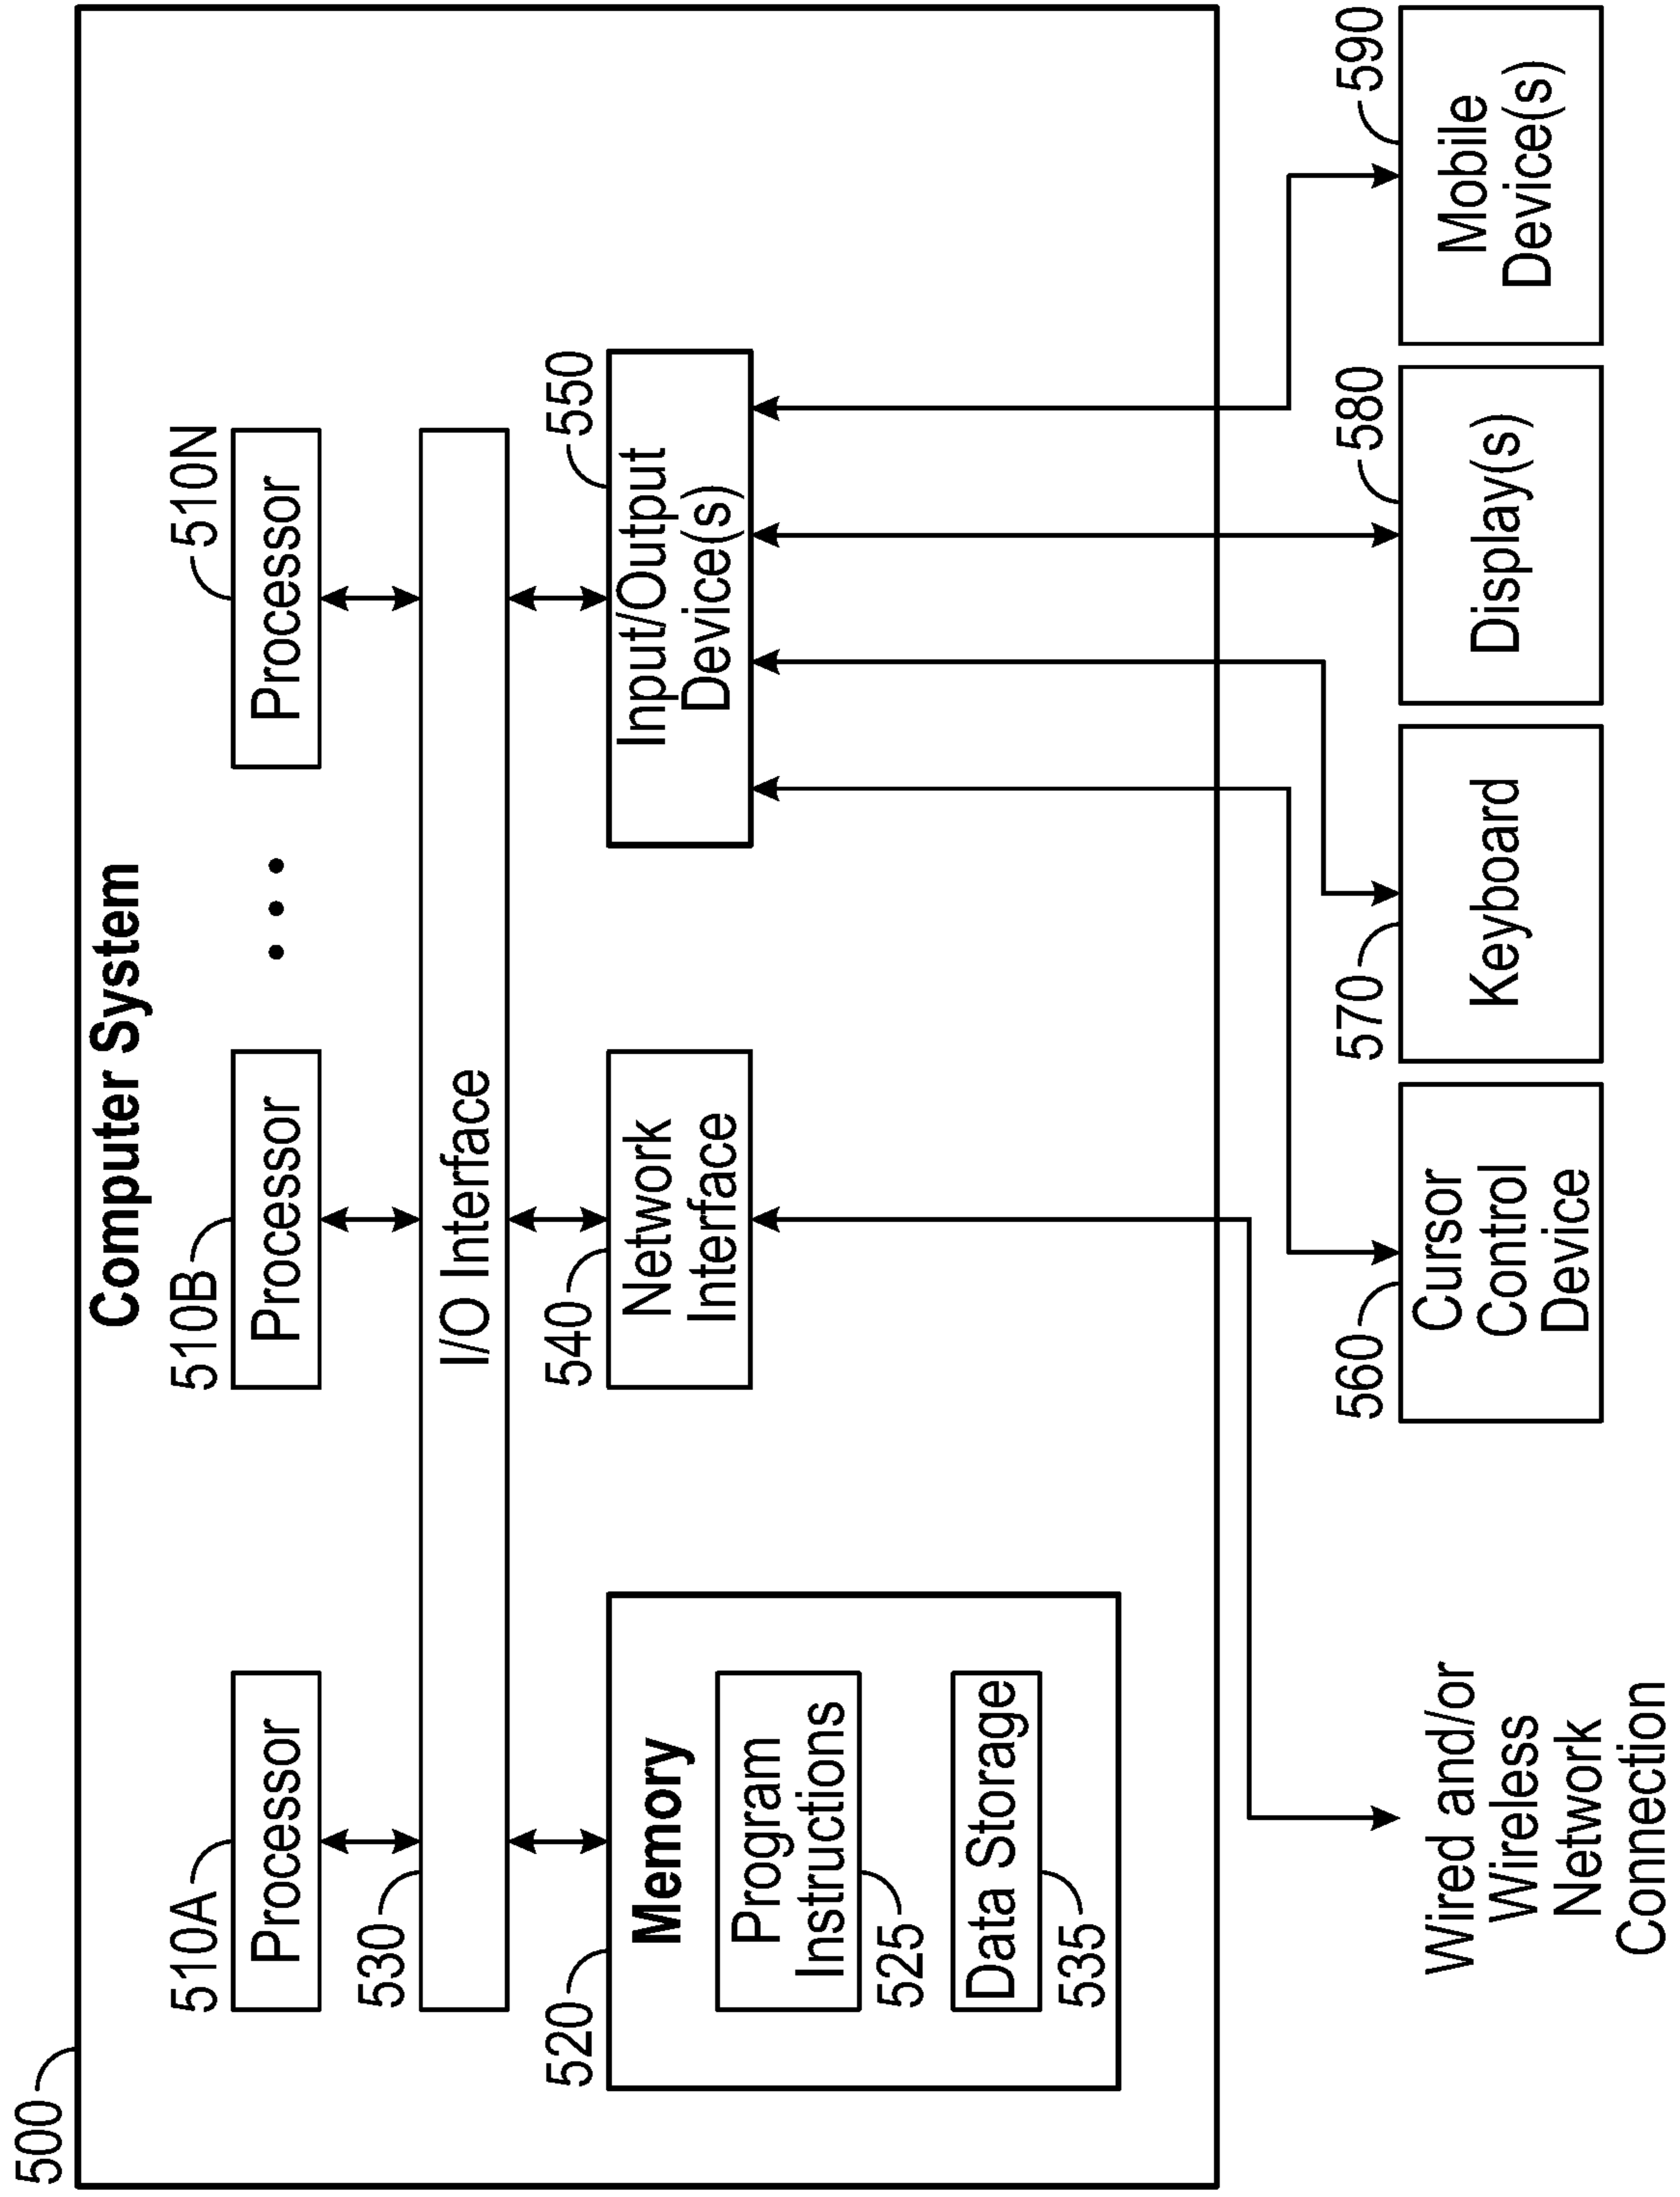 500
Computer System
510A
510B
510N
Processor
Processor
• • •
Processor
530
I/O Interface
520
540
550
Memory
Network
Interface
Input/Output
Device(s)
Program
Instructions
525
Data Storage
535
560
570
580
590
Wired and/or
Wireless
Network
Connection
Cursor
Control
Device
Keyboard
Display(s)
Mobile
Device(s)